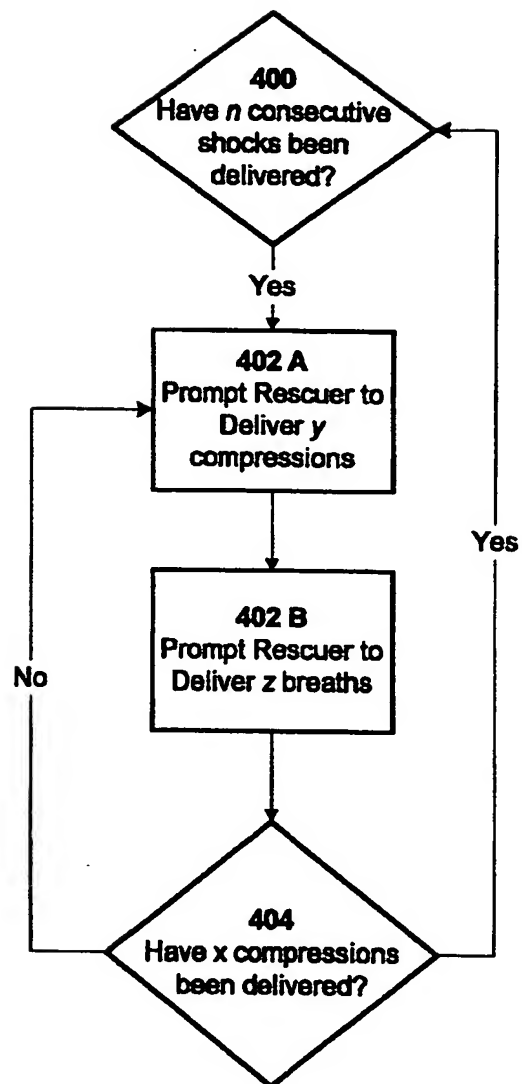 400
Have n consecutive
shocks been
delivered?
Yes
402 A
Prompt Rescuer to
Deliver y
compressions
Yes
402 B
Prompt Rescuer to
Deliver z breaths
No
404
Have x compressions
been delivered?